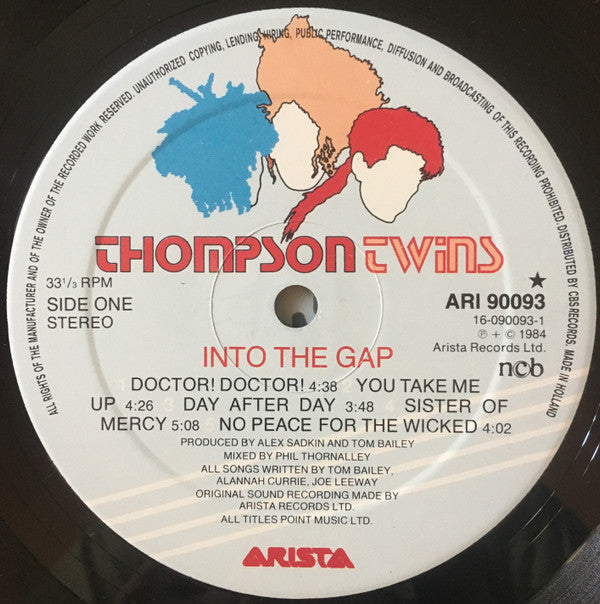 ALL RIGHTS OF THE MANUFACTURER AND OF THE OWNER OF THE RECORDED WORK RESERVED. UNAUTHORIZED COPYING, LENDING, HIRING, PUBLIC PERFORMANCE, DIFFUSION AND BROADCASTING OF THIS RECORDING PROHIBITED. DISTRIBUTED BY CBS RECORDS. MADE IN HOLLAND
THOMPSON TWINS
33 1/3 RPM
SIDE ONE
STEREO
★
ARI 90093
16-090093-1
℗ + © 1984
Arista Records Ltd.
ncb
INTO THE GAP
1 DOCTOR! DOCTOR! 4:38 2 YOU TAKE ME
UP 4:26 3 DAY AFTER DAY 3:48 4 SISTER OF
MERCY 5:08 5 NO PEACE FOR THE WICKED 4:02
PRODUCED BY ALEX SADKIN AND TOM BAILEY
MIXED BY PHIL THORNALLEY
ALL SONGS WRITTEN BY TOM BAILEY,
ALANNAH CURRIE, JOE LEEWAY
ORIGINAL SOUND RECORDING MADE BY
ARISTA RECORDS LTD.
ALL TITLES POINT MUSIC LTD.
ARISTA